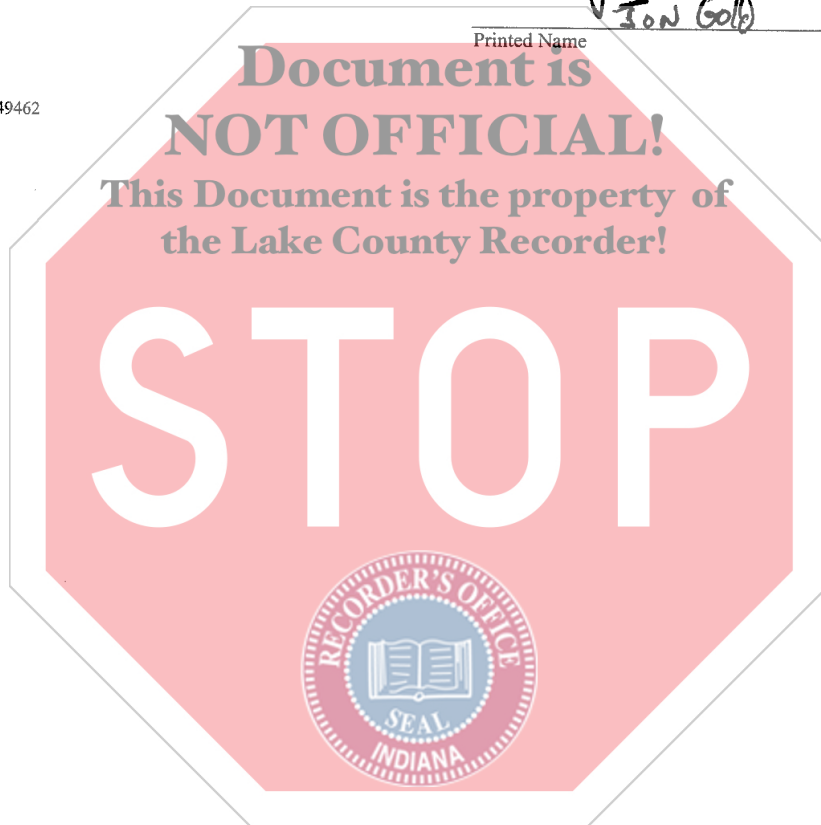 Jon Gold
Printed Name
Document is
49462
NOT OFFICIAL!
This Document is the property of
the Lake County Recorder!
STOP
RECORDER'S OFFICE
SEAL
INDIANA